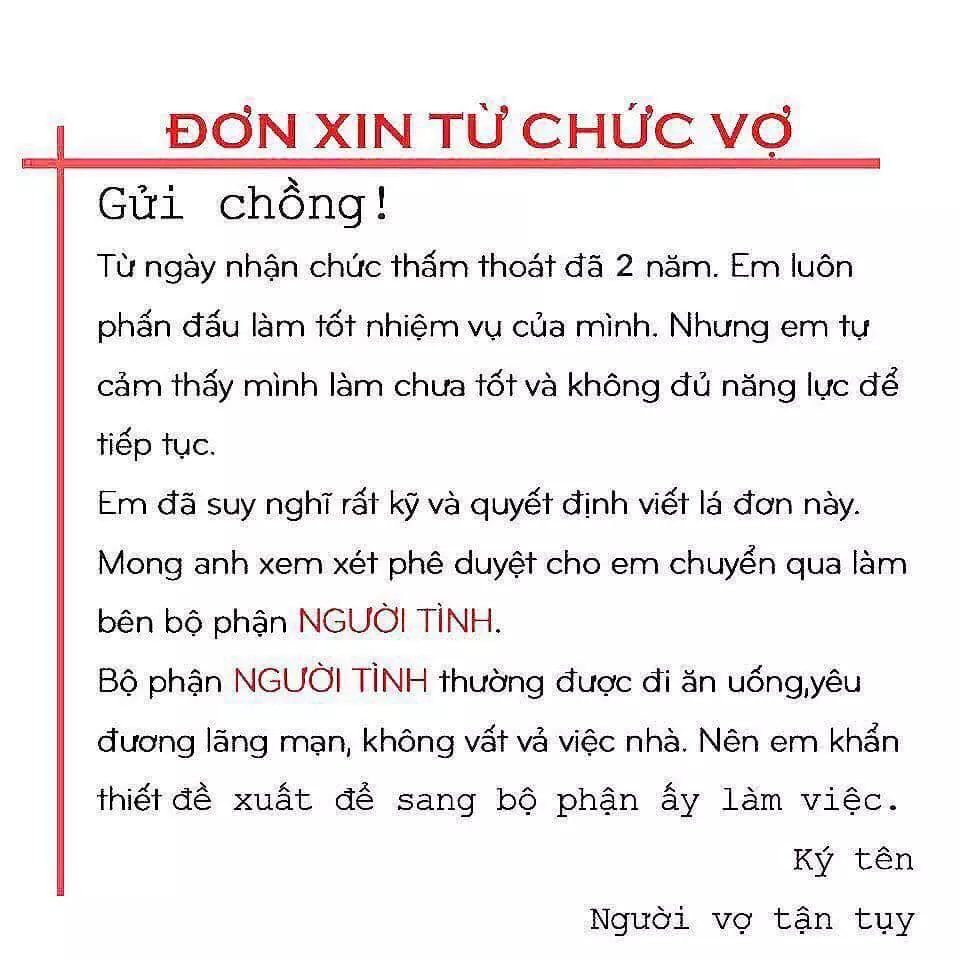 ĐƠN XIN TỪ CHỨC VỢ
Gửi chồng!
Từ ngày nhận chức thấm thoát đã 2 năm. Em luôn
phấn đấu làm tốt nhiệm vụ của mình. Nhưng em tự
cảm thấy mình làm chưa tốt và không đủ năng lực để
tiếp tục.
Em đã suy nghĩ rất kỹ và quyết định viết lá đơn này.
Mong anh xem xét phê duyệt cho em chuyển qua làm
bên bộ phận NGƯỜI TÌNH.
Bộ phận NGƯỜI TÌNH thường được đi ăn uống,yêu
đương lãng mạn, không vất vả việc nhà. Nên em khẩn
thiết đề xuất để sang bộ phận ấy làm việc.
Ký tên
Người vợ tận tụy